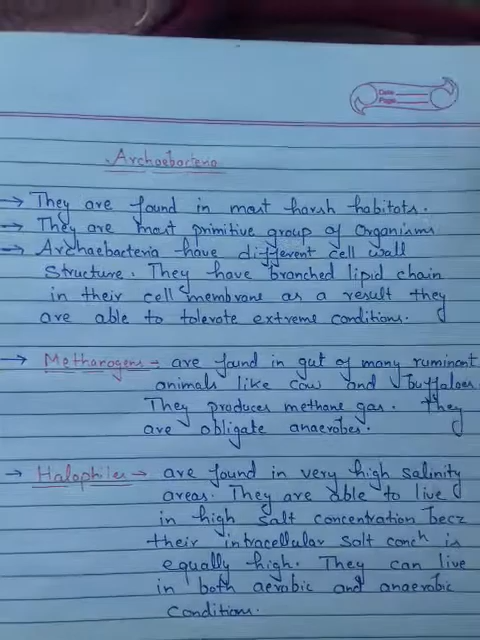 Date
Page
Archaebacteria
→ They are found in most harsh habitats.
→ They are most primitive group of Organisms
→ Archaebacteria have different cell wall
structure. They have branched lipid chain
in their cell membrane as a result they
are able to tolerate extreme conditions.
→ Methanogens - are found in gut of many ruminant
animals like cow and buffaloes
They produces methane gas. They
are obligate anaerobes.
→ Halophiles → are found in very high salinity
areas. They are able to live
in high salt concentration becz
their intracellular salt conch is
equally high. They can live
in both aerobic and anaerobic
conditions.